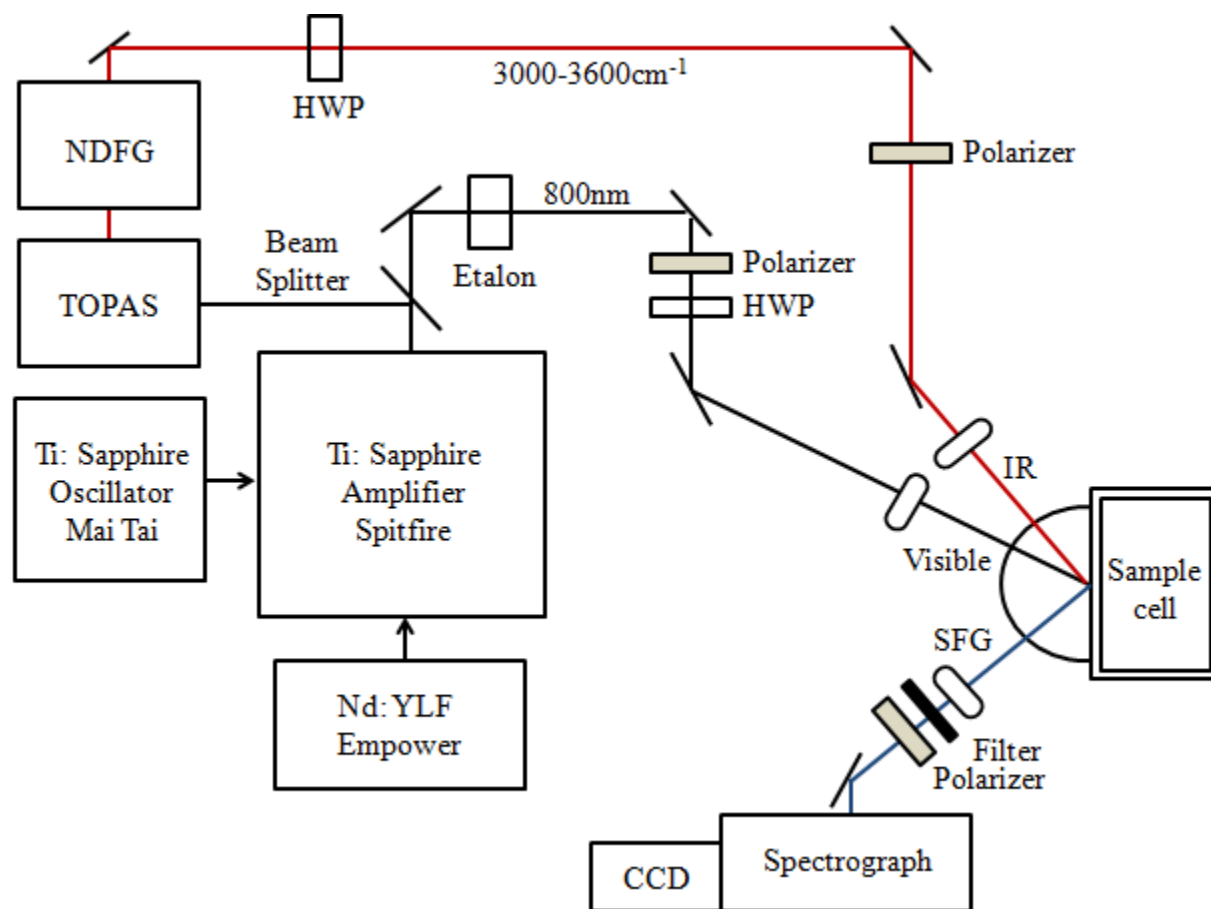 3000-3600cm-1
HWP
NDFG
Polarizer
800nm
Beam
Splitter
Etalon
Polarizer
HWP
TOPAS
Ti: Sapphire
Oscillator
Mai Tai
Ti: Sapphire
Amplifier
Spitfire
IR
Visible
Sample
cell
SFG
Nd: YLF
Empower
Filter
Polarizer
Spectrograph
CCD